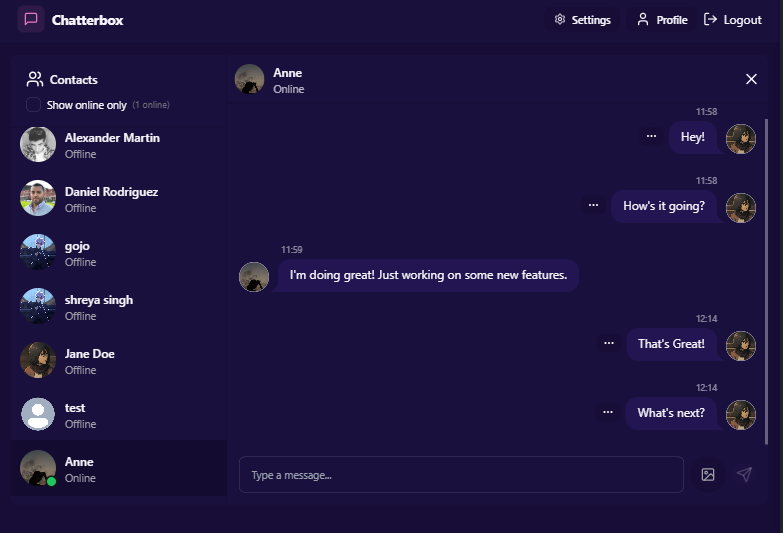 Chatterbox
Settings
Profile
Logout
Contacts
Show online only (1 online)
Alexander Martin
Offline
Daniel Rodriguez
Offline
gojo
Offline
shreya singh
Offline
Jane Doe
Offline
test
Offline
Anne
Online
Anne
Online
11:58
Hey!
11:58
How's it going?
11:59
I'm doing great! Just working on some new features.
12:14
That's Great!
12:14
What's next?
Type a message...